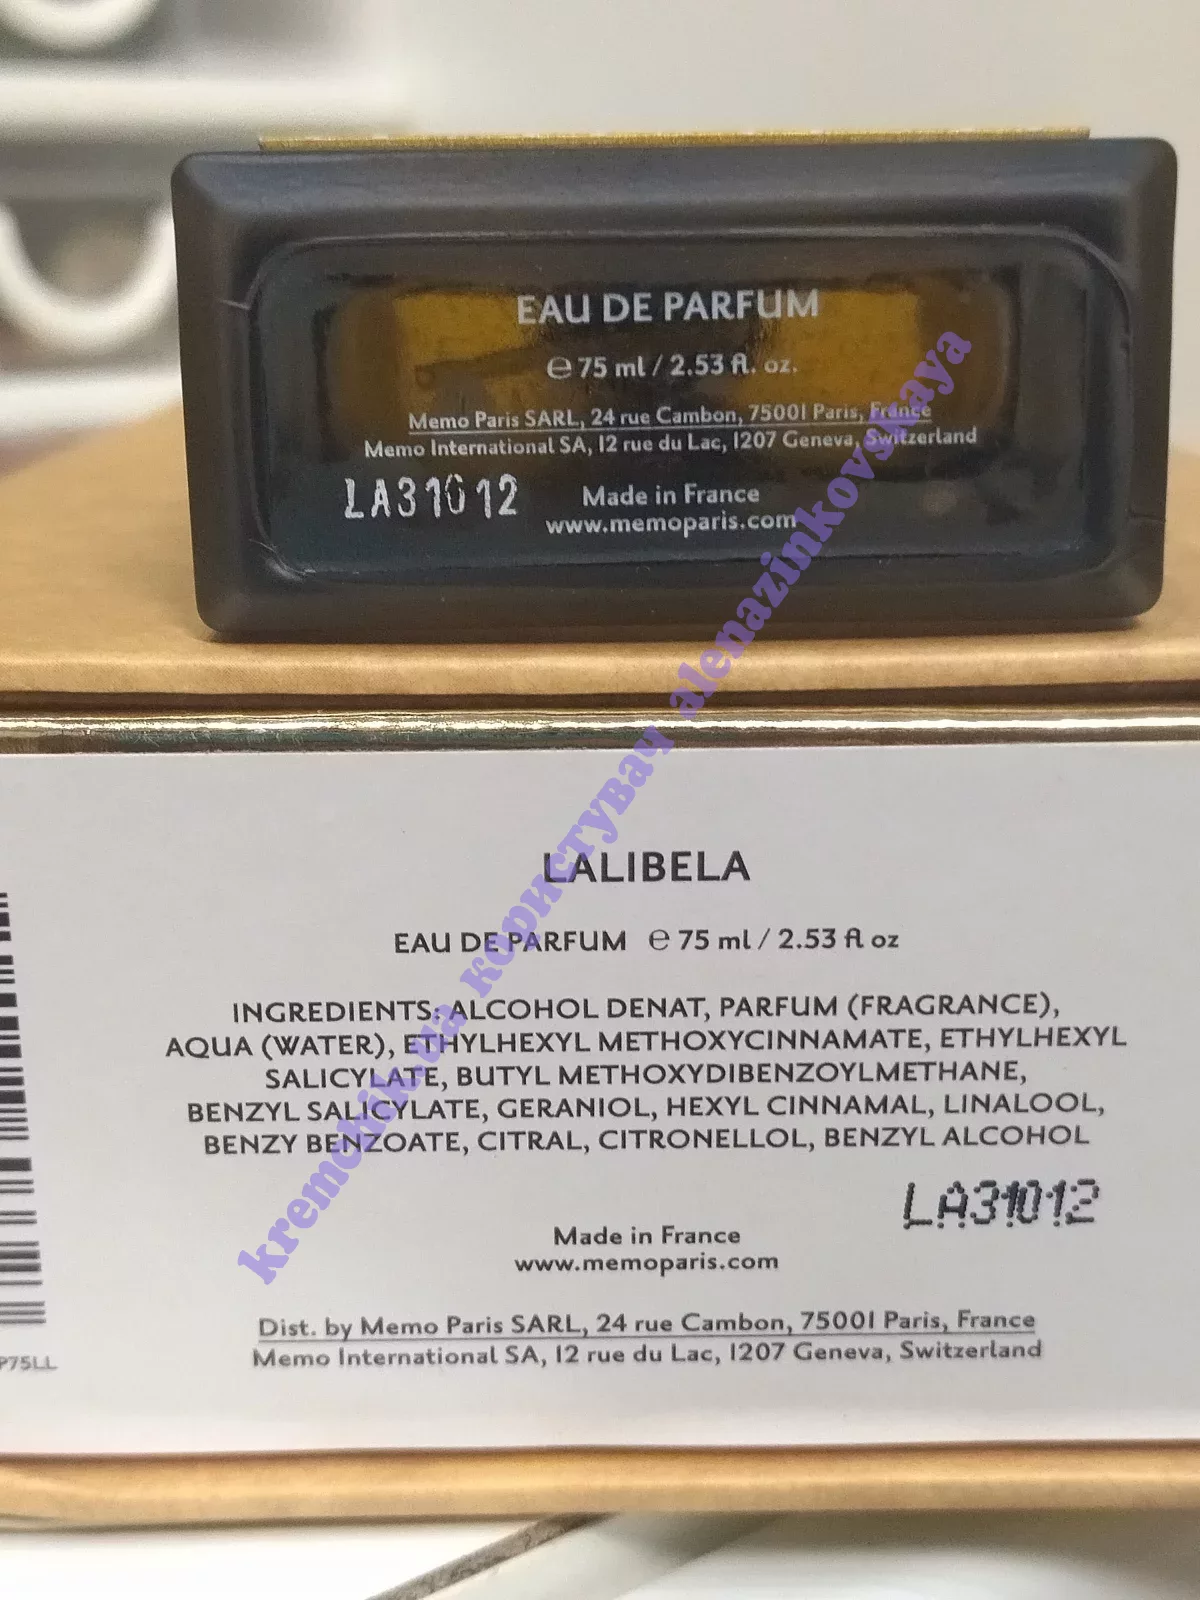 EAU DE PARFUM
℮ 75 ml / 2.53 fl. oz.
Memo Paris SARL, 24 rue Cambon, 75001 Paris, France
Memo International SA, 12 rue du Lac, 1207 Geneva, Switzerland
LA31012
Made in France
www.memoparis.com
kremchik.ua користувач alenazinkovskaya
LALIBELA
EAU DE PARFUM ℮ 75 ml / 2.53 fl oz
INGREDIENTS: ALCOHOL DENAT, PARFUM (FRAGRANCE),
AQUA (WATER), ETHYLHEXYL METHOXYCINNAMATE, ETHYLHEXYL
SALICYLATE, BUTYL METHOXYDIBENZOYLMETHANE,
BENZYL SALICYLATE, GERANIOL, HEXYL CINNAMAL, LINALOOL,
BENZY BENZOATE, CITRAL, CITRONELLOL, BENZYL ALCOHOL
LA31012
Made in France
www.memoparis.com
Dist. by Memo Paris SARL, 24 rue Cambon, 75001 Paris, France
Memo International SA, 12 rue du Lac, 1207 Geneva, Switzerland
P75LL